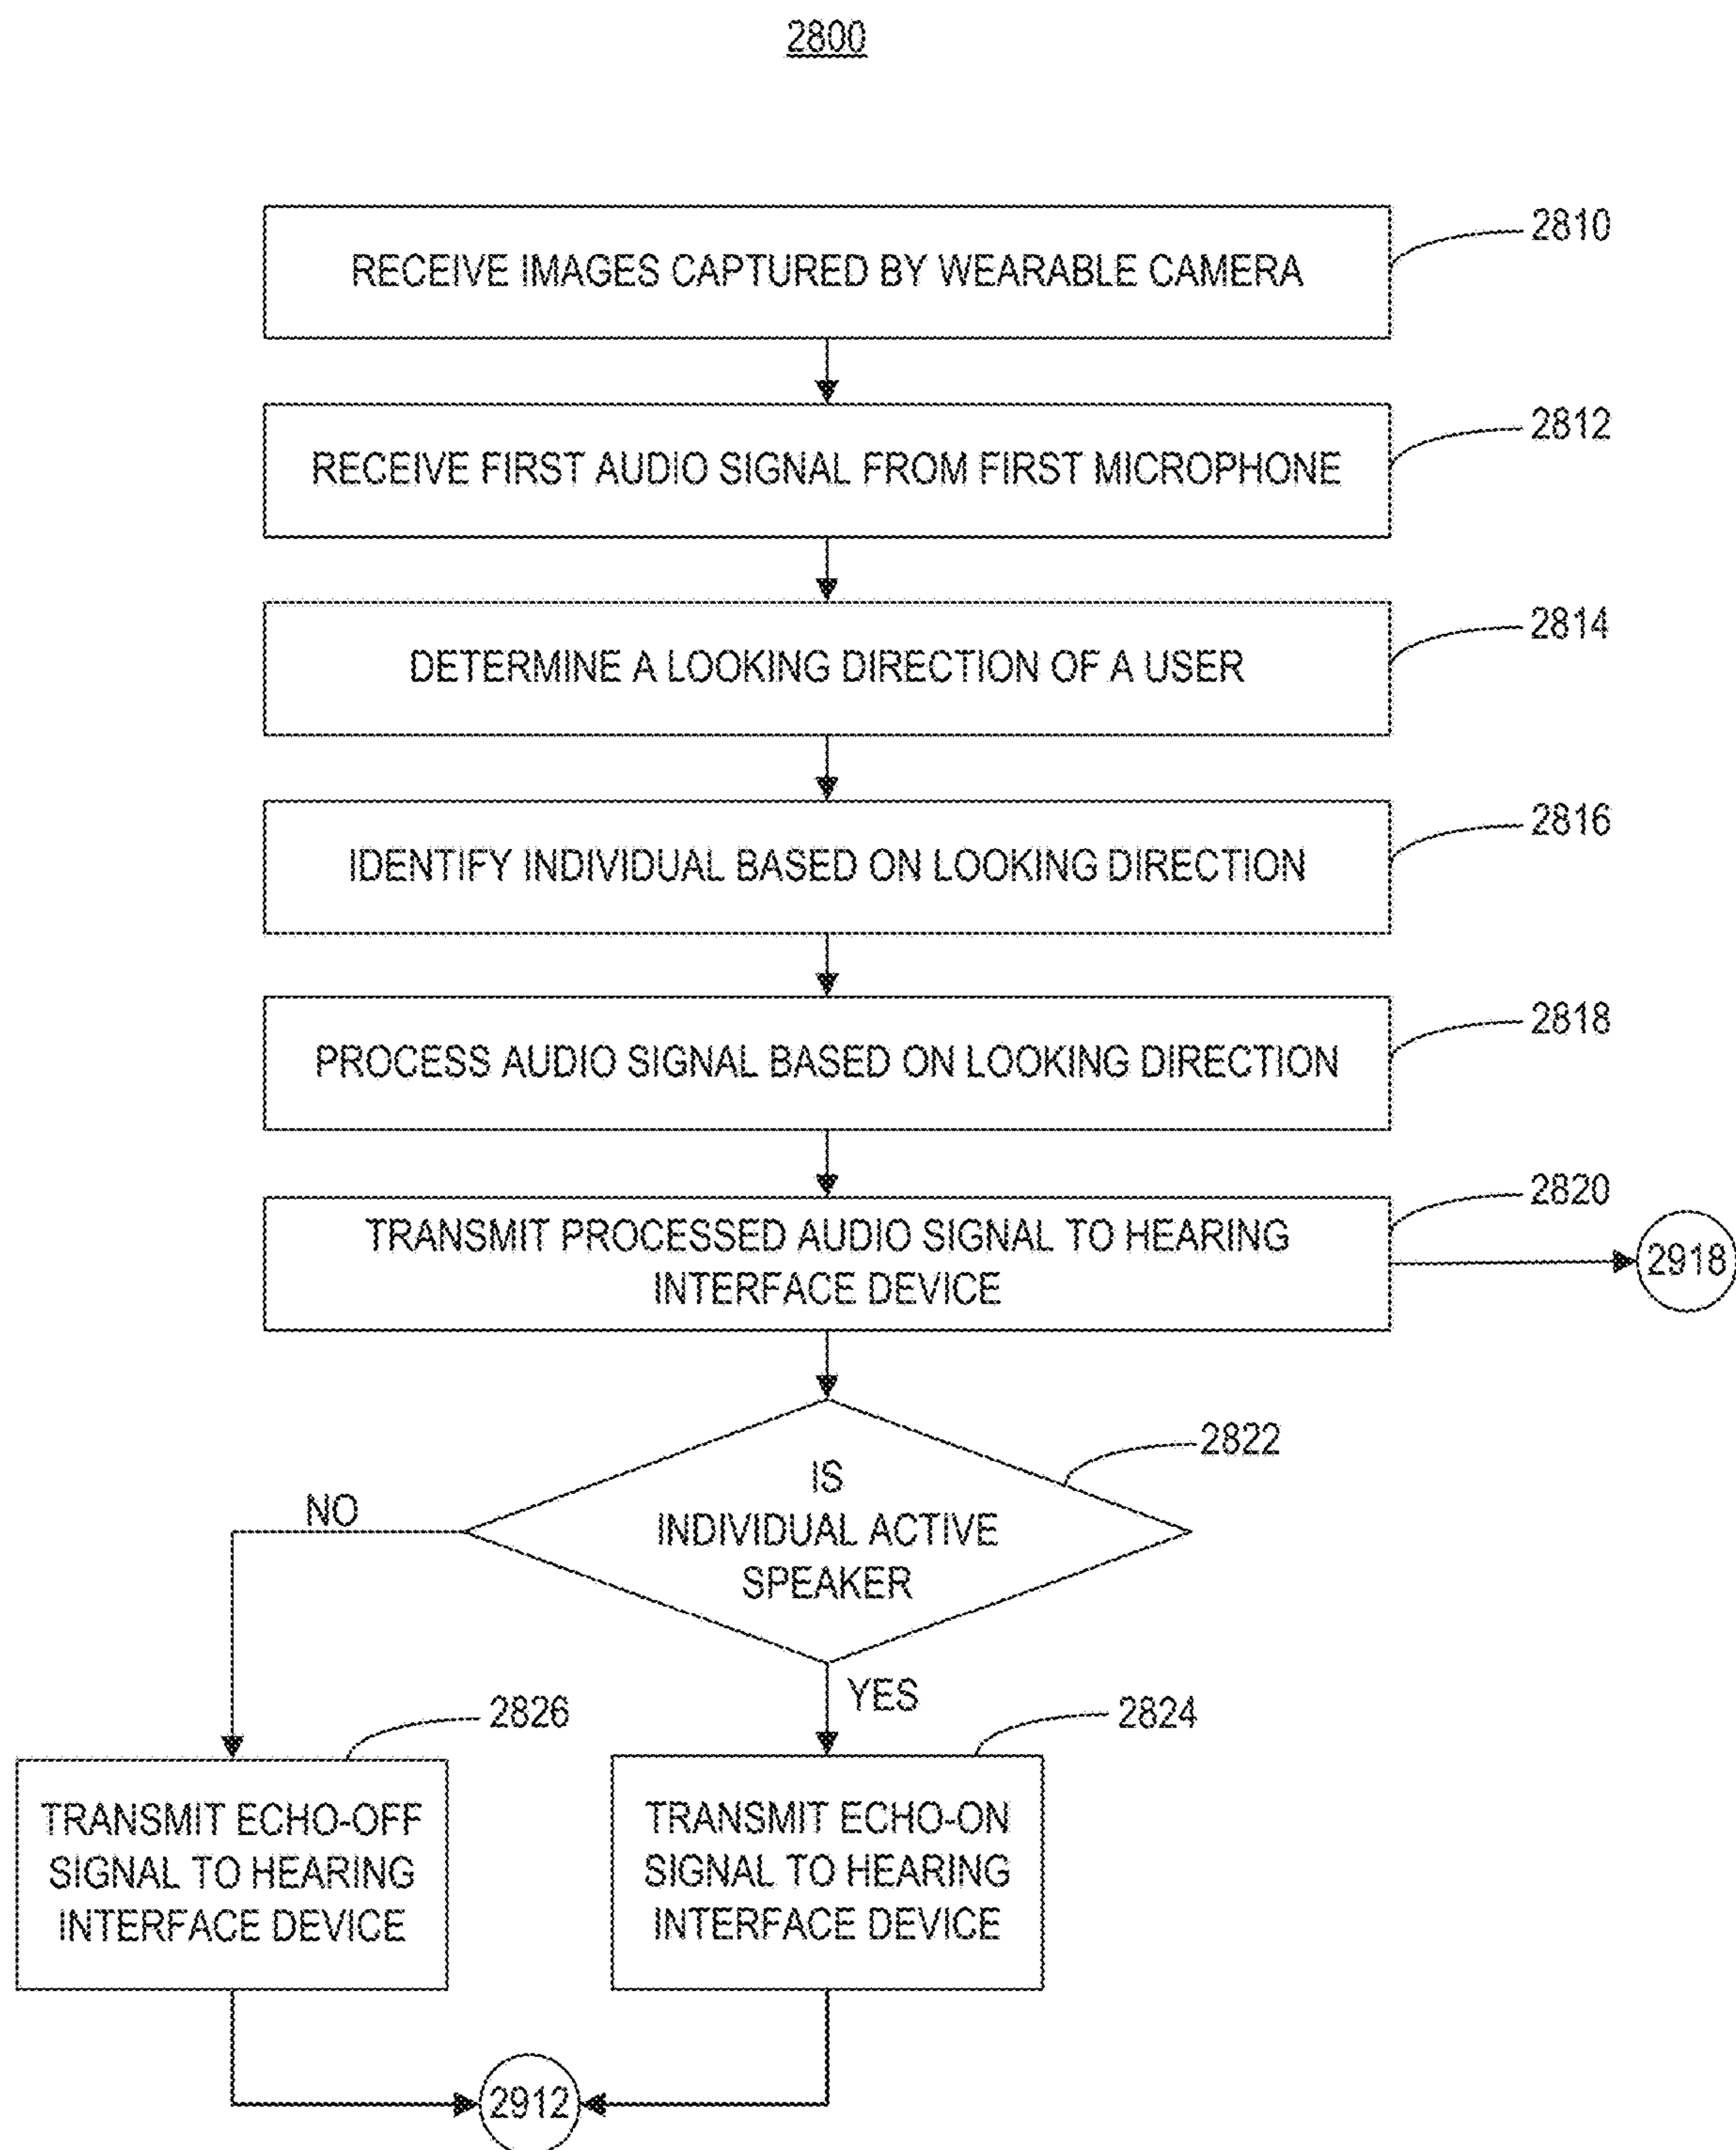 2800
RECEIVE IMAGES CAPTURED BY WEARABLE CAMERA
2810
RECEIVE FIRST AUDIO SIGNAL FROM FIRST MICROPHONE
2812
DETERMINE A LOOKING DIRECTION OF A USER
2814
IDENTIFY INDIVIDUAL BASED ON LOOKING DIRECTION
2816
PROCESS AUDIO SIGNAL BASED ON LOOKING DIRECTION
2818
TRANSMIT PROCESSED AUDIO SIGNAL TO HEARING
INTERFACE DEVICE
2820
2918
IS
INDIVIDUAL ACTIVE
SPEAKER
2822
NO
YES
2826
TRANSMIT ECHO-OFF
SIGNAL TO HEARING
INTERFACE DEVICE
2824
TRANSMIT ECHO-ON
SIGNAL TO HEARING
INTERFACE DEVICE
2912